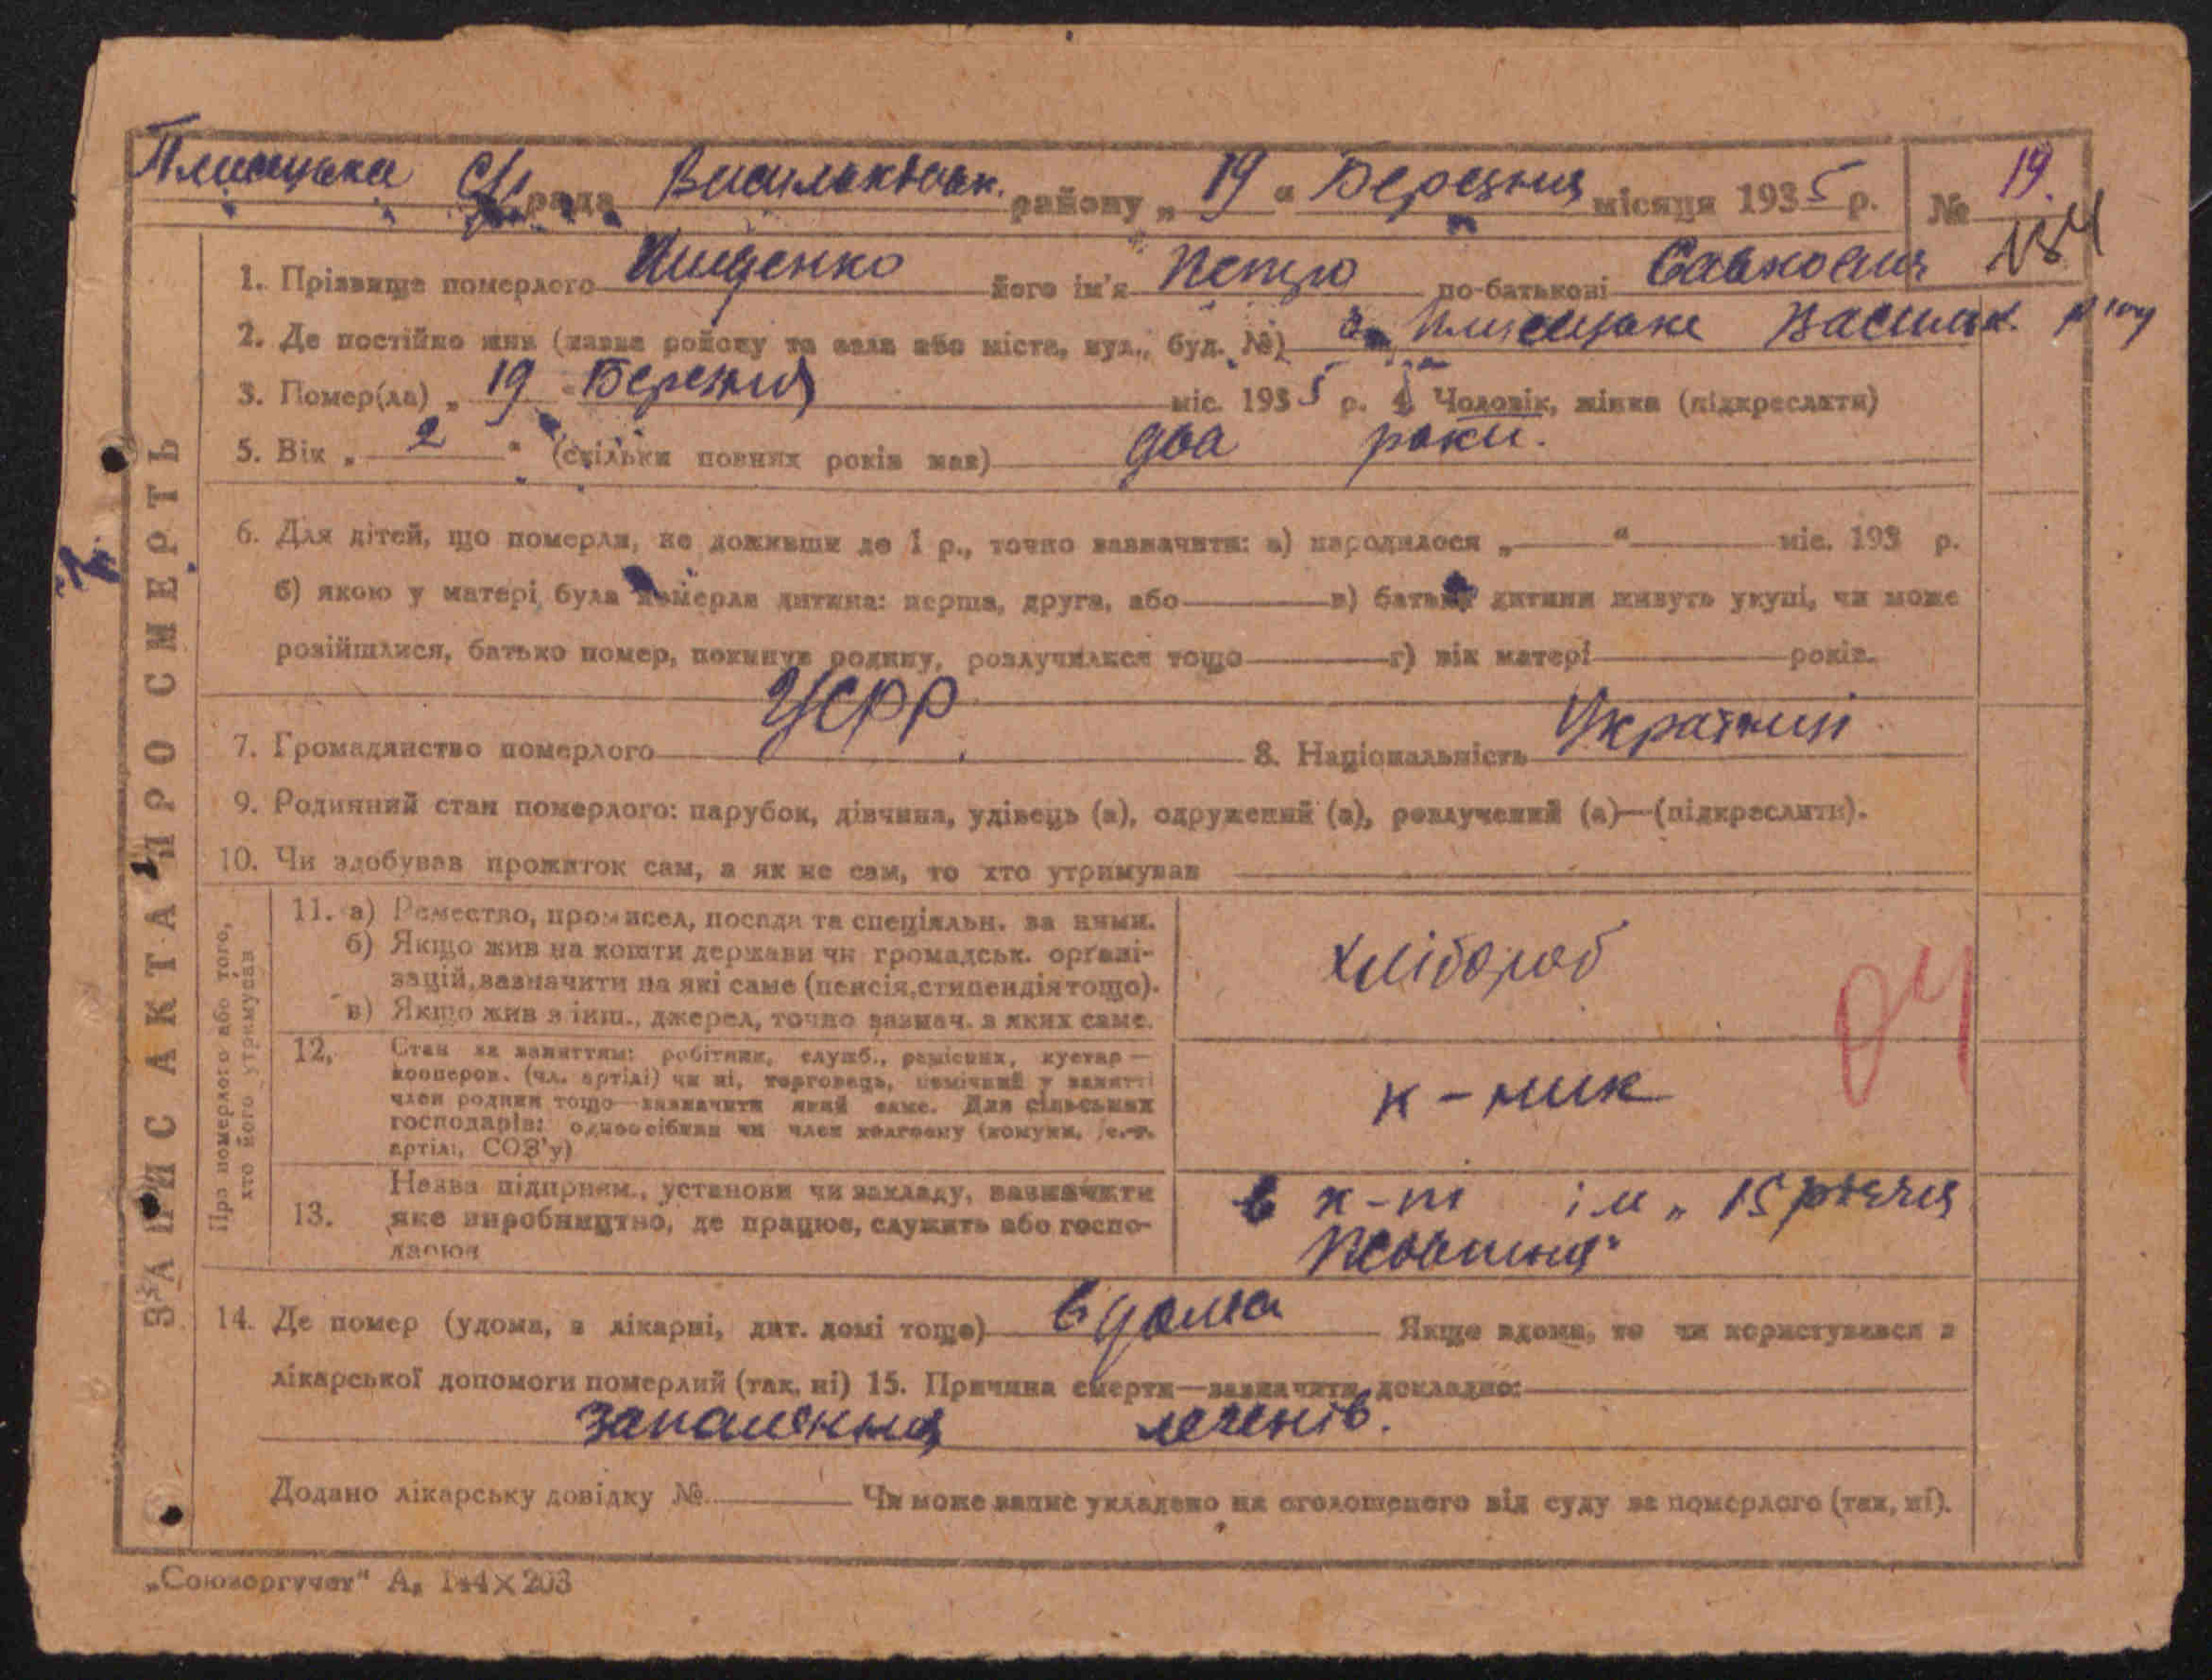 Плисецька С/рада Васильківськ. району „ 19 “ Березня місяця 1935 р. № 19.
184
1. Прізвище померлого Іщенко його ім'я Петро по-батькові Савкович
2. Де постійно жив (назва району та села або міста, вул., буд. №) с. Плисецьке Васильк. р-ну
3. Помер(ла) „ 19 “ Березня міс. 1935 р. 4. Чоловік, жінка (підкреслити)
5. Вік „ 2 “ (скільки повних років мав) два роки.
6. Для дітей, що померли, не доживши до 1 р., точно зазначити: а) народилося „ “ міс. 193 р.
б) якою у матері була померла дитина: перша, друга, або в) батьки дитини живуть укупі, чи може
розійшлися, батько помер, покинув родину, розлучилися тощо г) вік матері років.
7. Громадянство померлого УСРР. 8. Національність Україниці
9. Родинний стан померлого: парубок, дівчина, удівець (а), одружений (а), розлучений (а)—(підкреслити).
10. Чи здобував прожиток сам, а як не сам, то хто утримував
ЗАПИС АКТА ПРО СМЕРТЬ
Про померлого або того,
хто його утримував
11. а) Ремество, промисел, посада та спеціяльн. за ними.
б) Якщо жив на кошти держави чи громадськ. орґані-
зацій, зазначити на які саме (пенсія, стипендія тощо).
в) Якщо жив з інш., джерел, точно зазнач. з яких саме.
хлібороб
12. Стан за заняттям: робітник, служб., ремісник, кустар—
кооперов. (чл. артілі) чи ні, торговець, помічний у занятті
член родини тощо—зазначити який саме. Для сільських
господарів: одноосібник чи член колгоспу (комуни, с.-г.
артілі, СОЗ'у)
к-ник
04
13. Назва підприєм., установи чи закладу, зазначити
яке виробництво, де працює, служить або госпо-
дарює
в к-пі ім „ 15 річчя
Жовтня“
14. Де помер (удома, в лікарні, дит. домі тощо) вдома Якщо вдома, то чи користувався з
лікарської допомоги померлий (так, ні) 15. Причина смерти—зазначити докладно:
запалення легенів.
Додано лікарську довідку № Чи може запис укладено на оголошеного від суду за померлого (так, ні).
„Союзоргучет“ А₅ 144×203